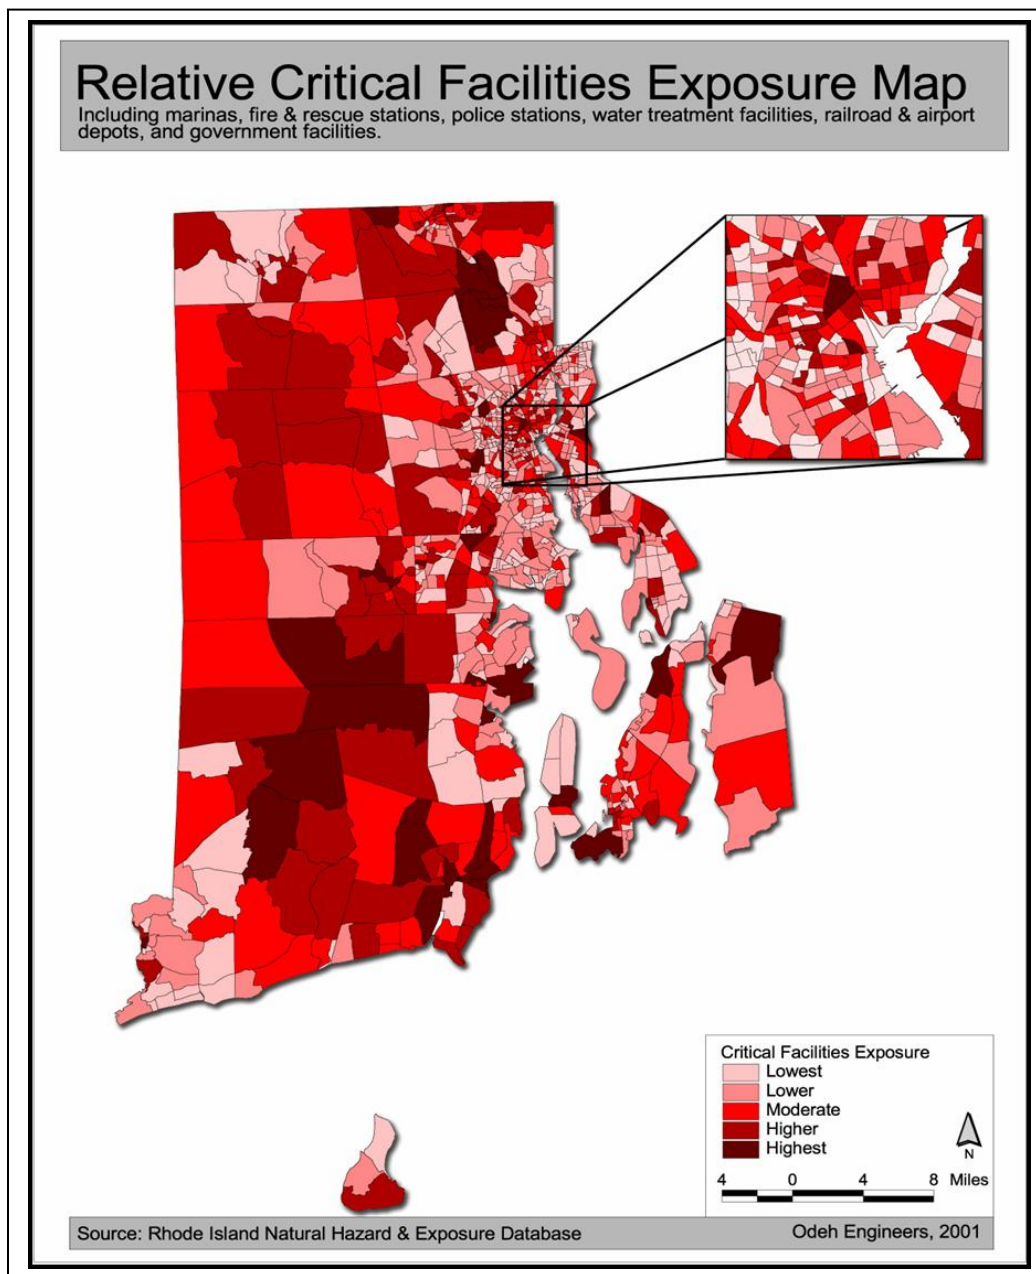 Relative Critical Facilities Exposure Map
Including marinas, fire & rescue stations, police stations, water treatment facilities, railroad & airport
depots, and government facilities.
Critical Facilities Exposure
Lowest
Lower
Moderate
Higher
Highest
N
4 0 4 8 Miles
Source: Rhode Island Natural Hazard & Exposure Database
Odeh Engineers, 2001